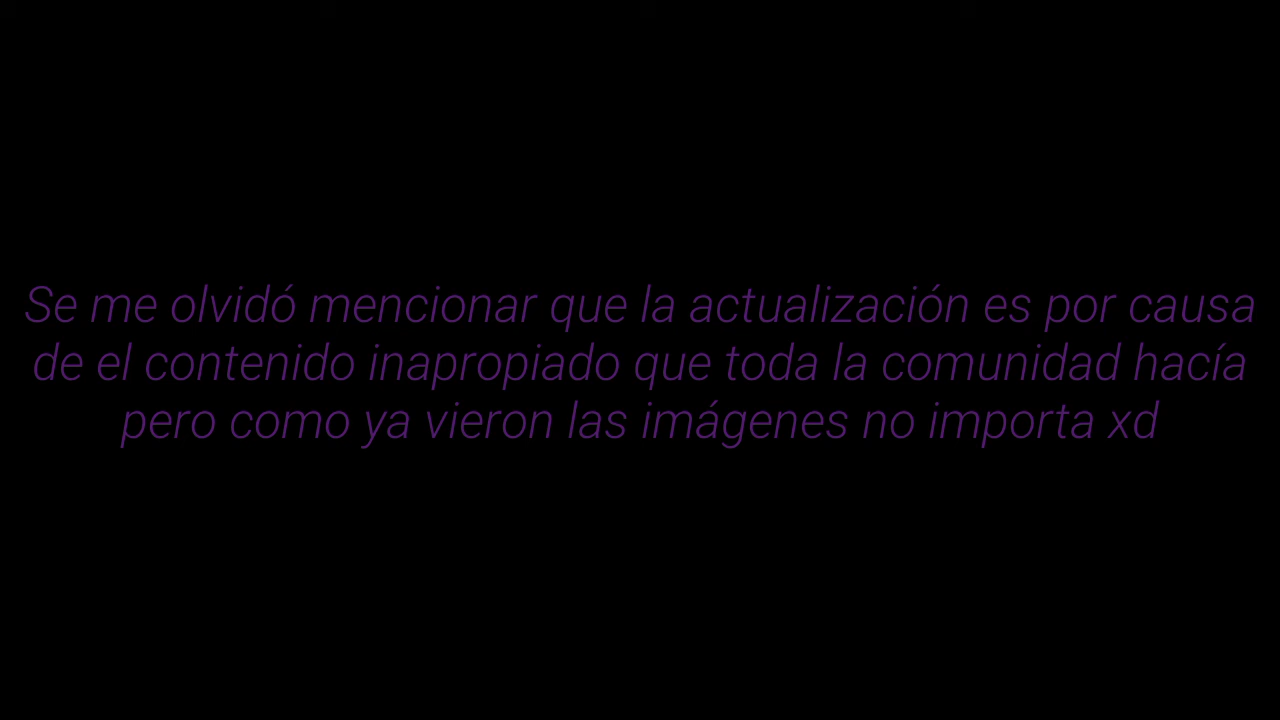 Se me olvidó mencionar que la actualización es por causa
de el contenido inapropiado que toda la comunidad hacía
pero como ya vieron las imágenes no importa xd